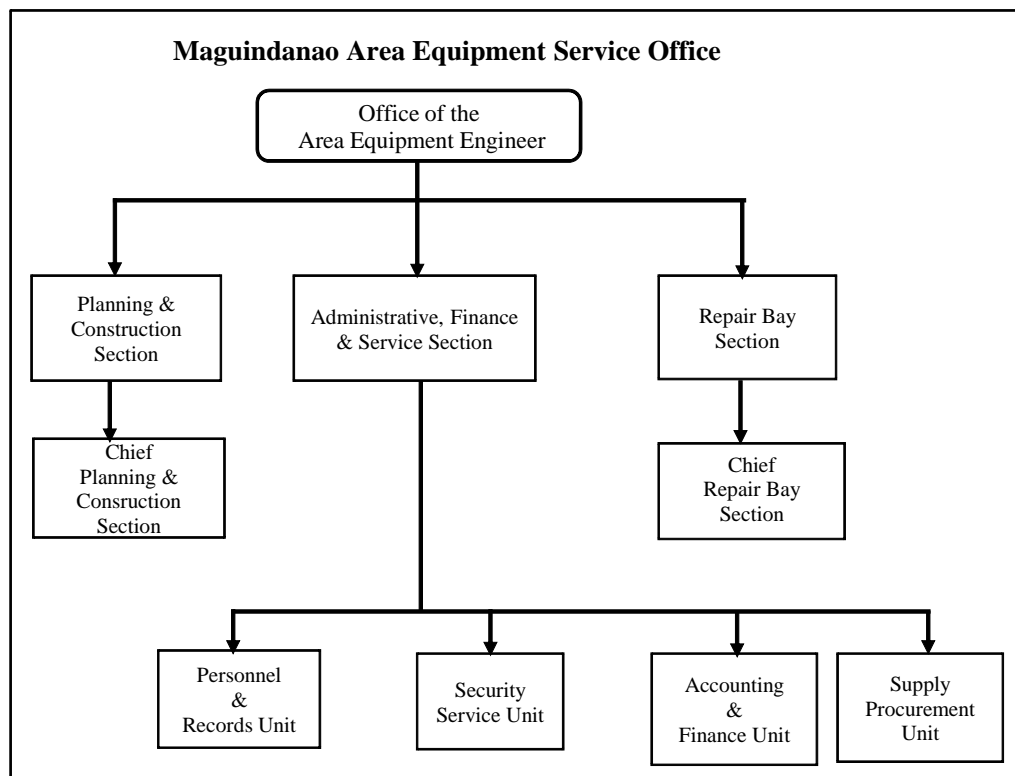 Maguindanao Area Equipment Service Office
Office of the
Area Equipment Engineer
Planning &
Construction
Section
Administrative, Finance
& Service Section
Repair Bay
Section
Chief
Planning &
Consruction
Section
Chief
Repair Bay
Section
Personnel
&
Records Unit
Security
Service Unit
Accounting
&
Finance Unit
Supply
Procurement
Unit